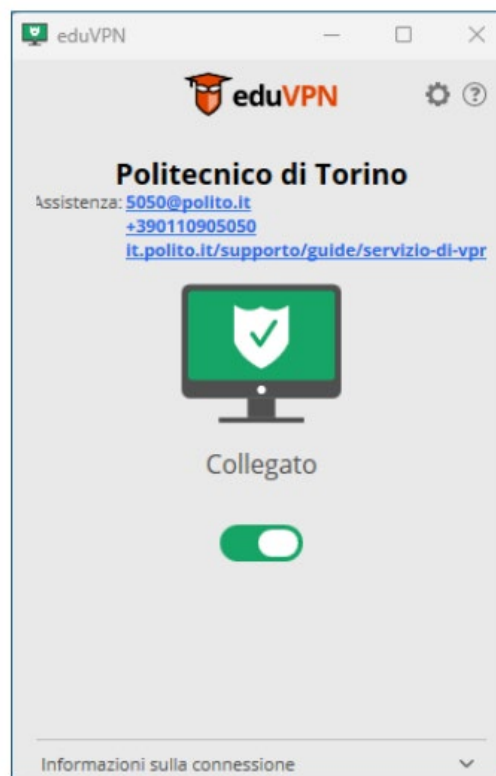 eduVPN
eduVPN
Politecnico di Torino
Assistenza: 5050@polito.it
+390110905050
it.polito.it/supporto/guide/servizio-di-vpr
Collegato
Informazioni sulla connessione